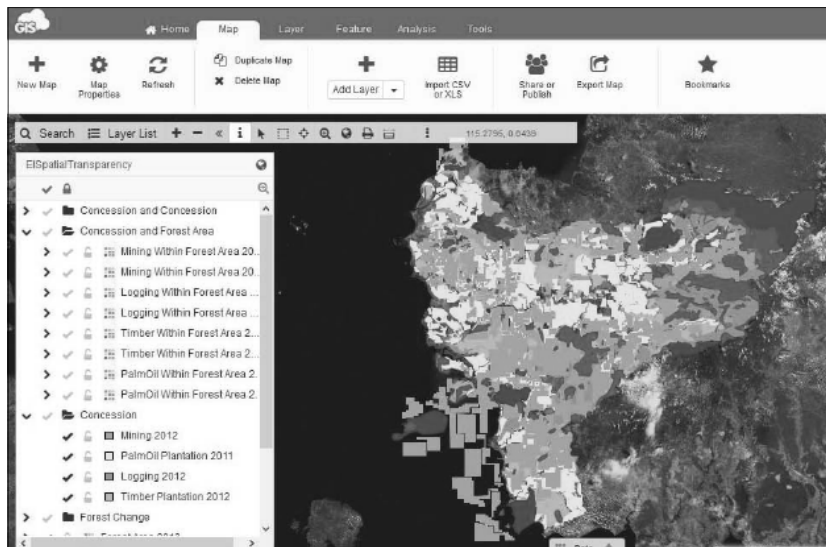 GIS
Home Map Layer Feature Analysis Tools
New Map
Map Properties
Refresh
Duplicate Map
Delete Map
Add Layer
Import CSV or XLS
Share or Publish
Export Map
Bookmarks
Search Layer List 115.2795, 0.0439
EISpatialTransparency
Concession and Concession
Concession and Forest Area
Mining Within Forest Area 20...
Mining Within Forest Area 20...
Logging Within Forest Area ...
Logging Within Forest Area ...
Timber Within Forest Area 2...
Timber Within Forest Area 2...
PalmOil Within Forest Area 2.
PalmOil Within Forest Area 2.
Concession
Mining 2012
PalmOil Plantation 2011
Logging 2012
Timber Plantation 2012
Forest Change